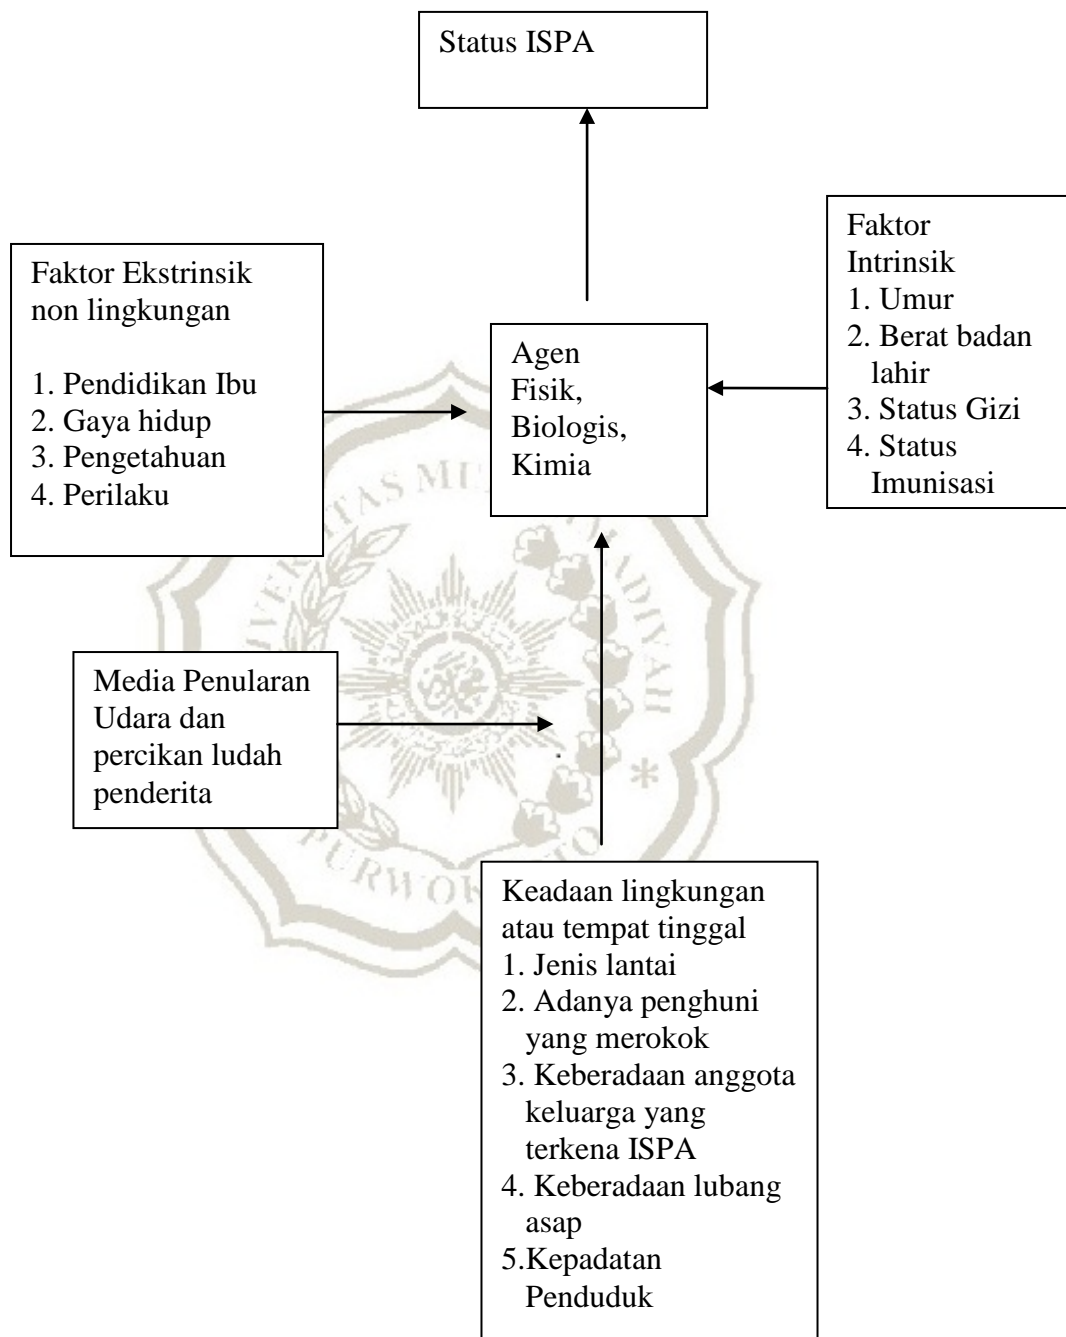 Status ISPA
Faktor
Intrinsik
1. Umur
2. Berat badan
lahir
3. Status Gizi
4. Status
Imunisasi
Faktor Ekstrinsik
non lingkungan
1. Pendidikan Ibu
2. Gaya hidup
3. Pengetahuan
4. Perilaku
Agen
Fisik,
Biologis,
Kimia
Media Penularan
Udara dan
percikan ludah
penderita
Keadaan lingkungan
atau tempat tinggal
1. Jenis lantai
2. Adanya penghuni
yang merokok
3. Keberadaan anggota
keluarga yang
terkena ISPA
4. Keberadaan lubang
asap
5.Kepadatan
Penduduk